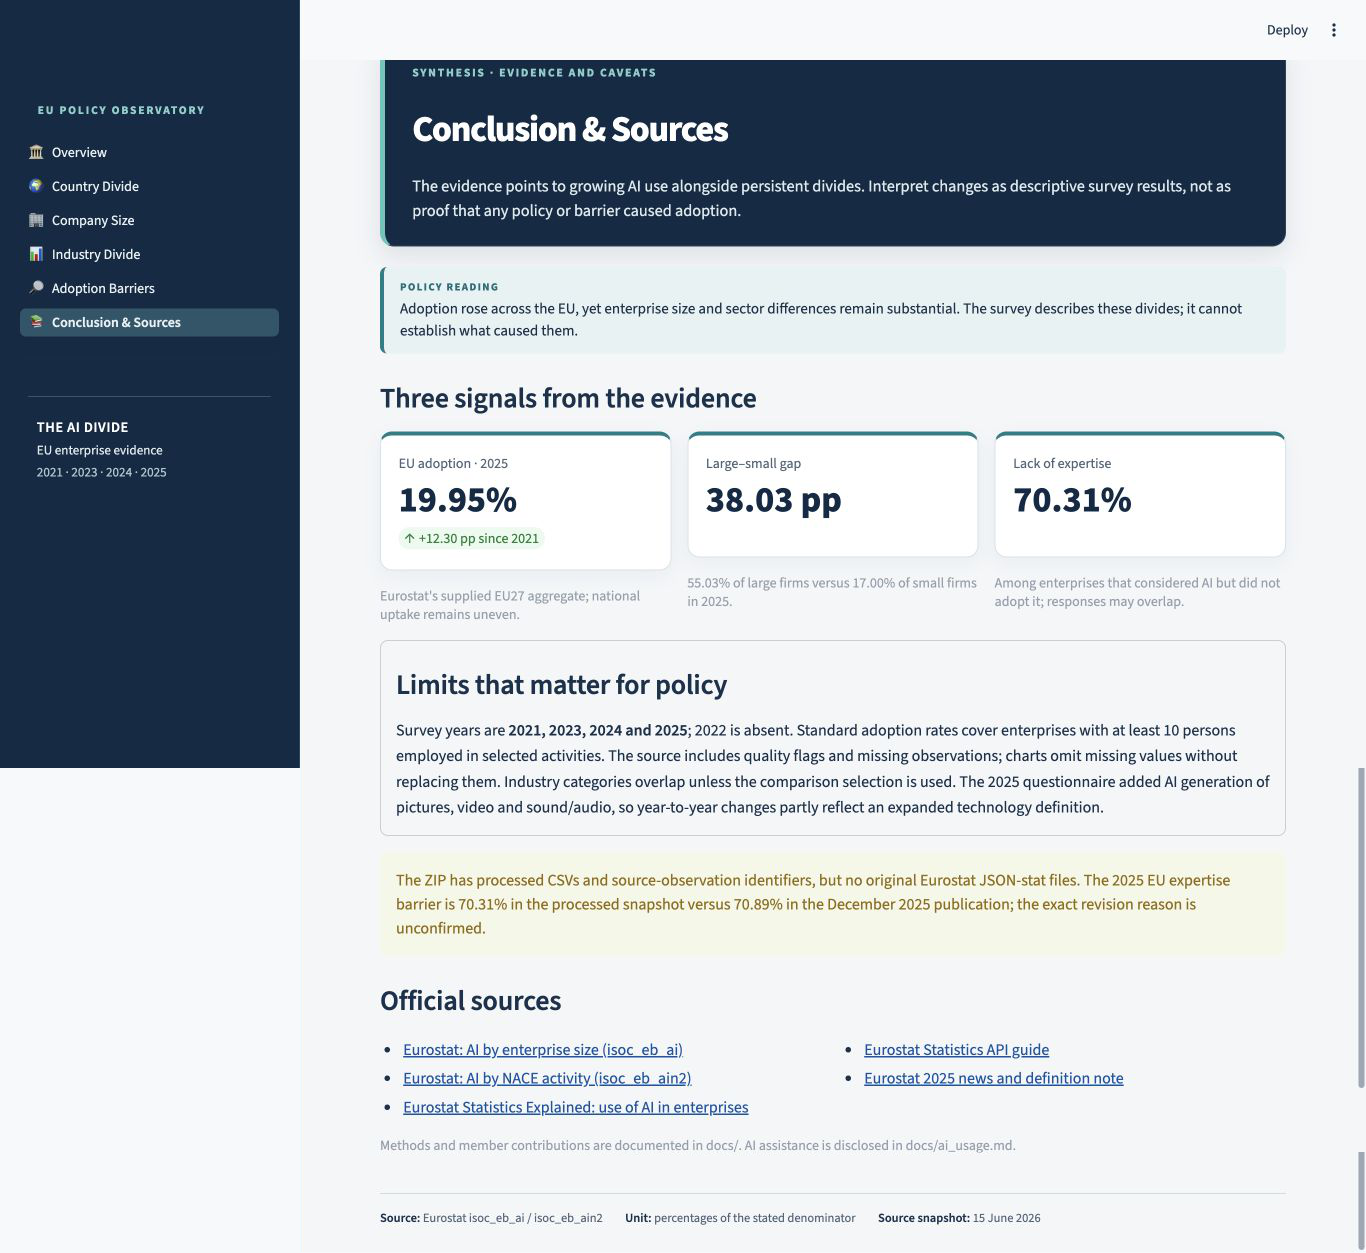 Deploy
EU POLICY OBSERVATORY
Overview
Country Divide
Company Size
Industry Divide
Adoption Barriers
Conclusion & Sources
THE AI DIVIDE
EU enterprise evidence
2021 · 2023 · 2024 · 2025
SYNTHESIS · EVIDENCE AND CAVEATS
Conclusion & Sources
The evidence points to growing AI use alongside persistent divides. Interpret changes as descriptive survey results, not as
proof that any policy or barrier caused adoption.
POLICY READING
Adoption rose across the EU, yet enterprise size and sector differences remain substantial. The survey describes these divides; it cannot
establish what caused them.
Three signals from the evidence
EU adoption · 2025
19.95%
↑ +12.30 pp since 2021
Eurostat's supplied EU27 aggregate; national
uptake remains uneven.
Large–small gap
38.03 pp
55.03% of large firms versus 17.00% of small firms
in 2025.
Lack of expertise
70.31%
Among enterprises that considered AI but did not
adopt it; responses may overlap.
Limits that matter for policy
Survey years are 2021, 2023, 2024 and 2025; 2022 is absent. Standard adoption rates cover enterprises with at least 10 persons
employed in selected activities. The source includes quality flags and missing observations; charts omit missing values without
replacing them. Industry categories overlap unless the comparison selection is used. The 2025 questionnaire added AI generation of
pictures, video and sound/audio, so year-to-year changes partly reflect an expanded technology definition.
The ZIP has processed CSVs and source-observation identifiers, but no original Eurostat JSON-stat files. The 2025 EU expertise
barrier is 70.31% in the processed snapshot versus 70.89% in the December 2025 publication; the exact revision reason is
unconfirmed.
Official sources
Eurostat: AI by enterprise size (isoc_eb_ai)
Eurostat: AI by NACE activity (isoc_eb_ain2)
Eurostat Statistics Explained: use of AI in enterprises
Eurostat Statistics API guide
Eurostat 2025 news and definition note
Methods and member contributions are documented in docs/. AI assistance is disclosed in docs/ai_usage.md.
Source: Eurostat isoc_eb_ai / isoc_eb_ain2 Unit: percentages of the stated denominator Source snapshot: 15 June 2026